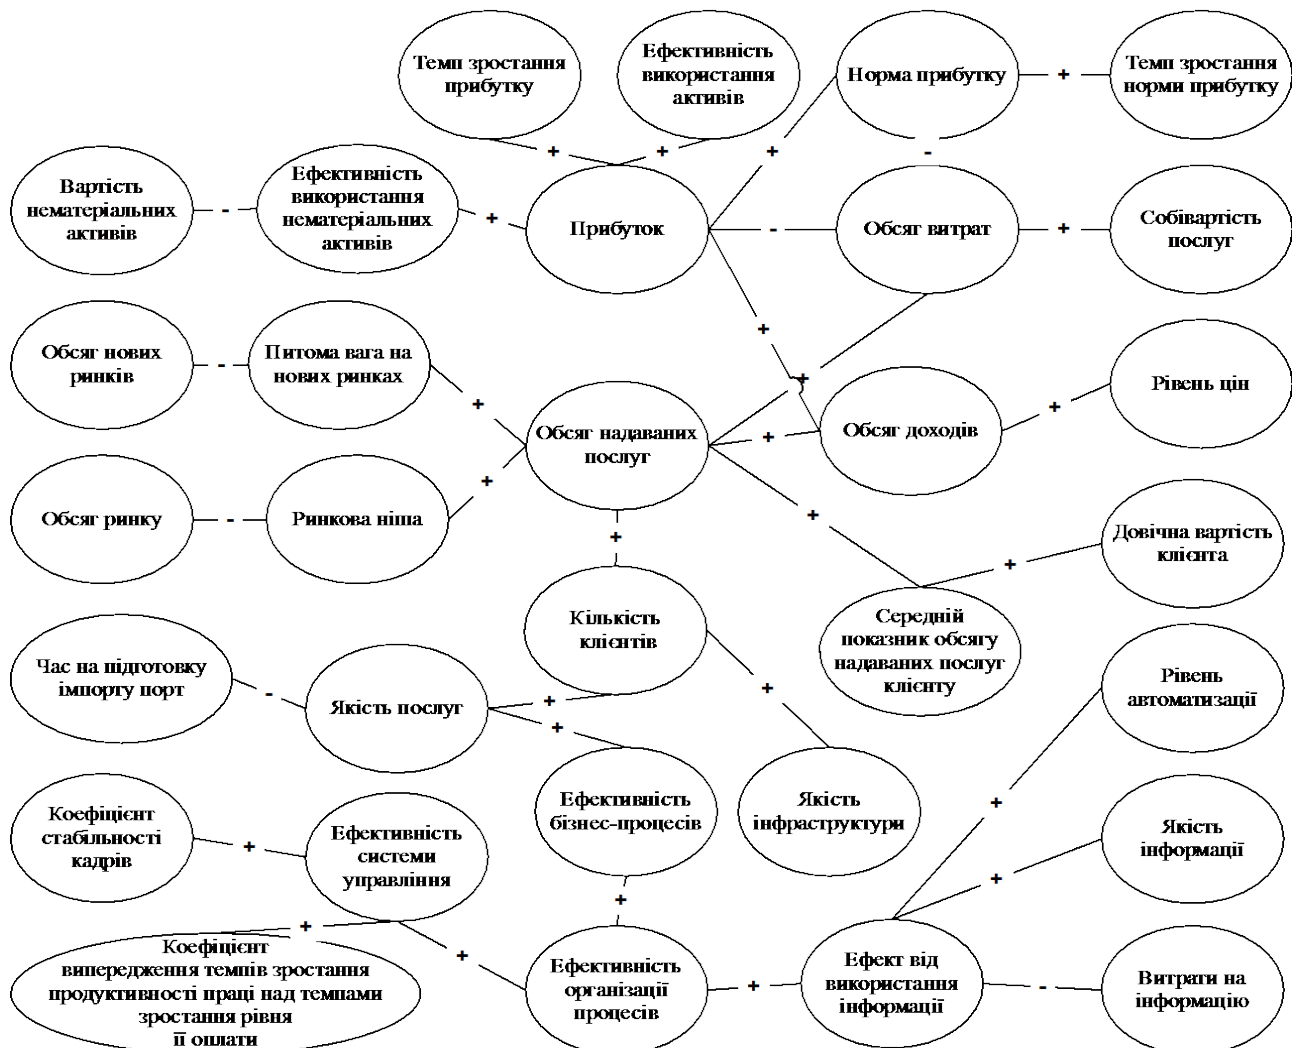 Темп зростання
прибутку
Ефективність
використання
активів
Норма прибутку
+
Темп зростання
норми прибутку
+
+
+
-
Вартість
нематеріальних
активів
-
Ефективність
використання
нематеріальних
активів
+
Прибуток
-
Обсяг витрат
+
Собівартість
послуг
+
Обсяг нових
ринків
-
Питома вага на
нових ринках
+
+
Обсяг надаваних
послуг
+
Обсяг доходів
+
Рівень цін
Обсяг ринку
-
Ринкова ніша
+
+
+
Довічна вартість
клієнта
+
Кількість
клієнтів
Середній
показник обсягу
надаваних послуг
клієнту
Час на підготовку
імпорту порт
-
Якість послуг
+
+
+
Рівень
автоматизації
Ефективність
бізнес-процесів
Якість
інфраструктури
+
Коефіцієнт
стабільності
кадрів
+
Ефективність
системи
управління
Якість
інформації
+
+
+
+
Коефіцієнт
випередження темпів зростання
продуктивності праці над темпами
зростання рівня
її оплати
Ефективність
організації
процесів
+
Ефект від
використання
інформації
-
Витрати на
інформацію